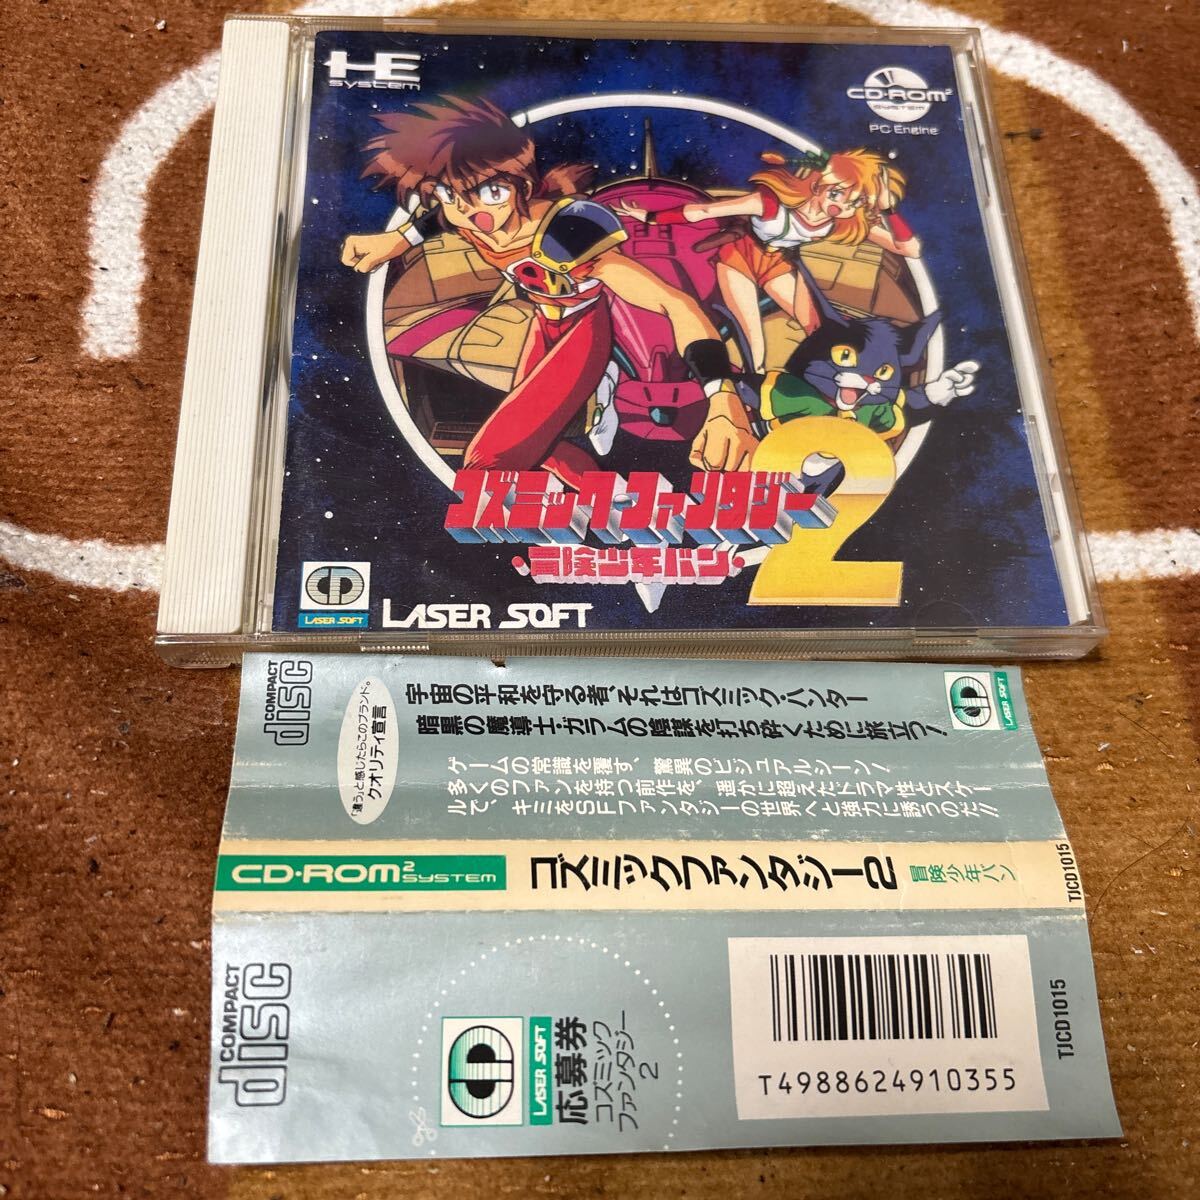 HE
system
CD-ROM²
SYSTEM
PC Engine
コズミック・ファンタジー
2
・冒険少年バン・
LASER SOFT
LASER SOFT
COMPACT
disc
「違う」と感じたらこのブランド。
クオリティ宣言
宇宙の平和を守る者、それはコズミック・ハンター
暗黒の魔導士・ガラムの陰謀を打ち砕くために旅立つ!
ゲームの常識を覆す、驚異のビジュアルシーン!
多くのファンを持つ前作を、遥かに超えたドラマ性とスケー
ルで、キミをSFファンタジーの世界へと強力に誘うのだ!!
LASER SOFT
CD-ROM²
SYSTEM
コズミックファンタジー2
冒険少年バン
TJCD1015
COMPACT
disc
LASER SOFT
応募券
コズミック
ファンタジー
2
T4988624910355
TJCD1015